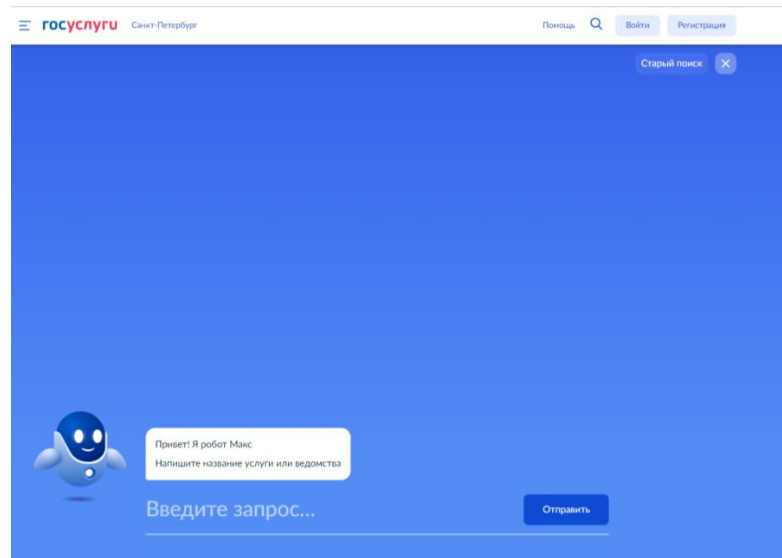 госуслуги Санкт-Петербург Помощь Войти Регистрация
Старый поиск
Привет! Я робот Макс
Напишите название услуги или ведомства
Введите запрос...
Отправить